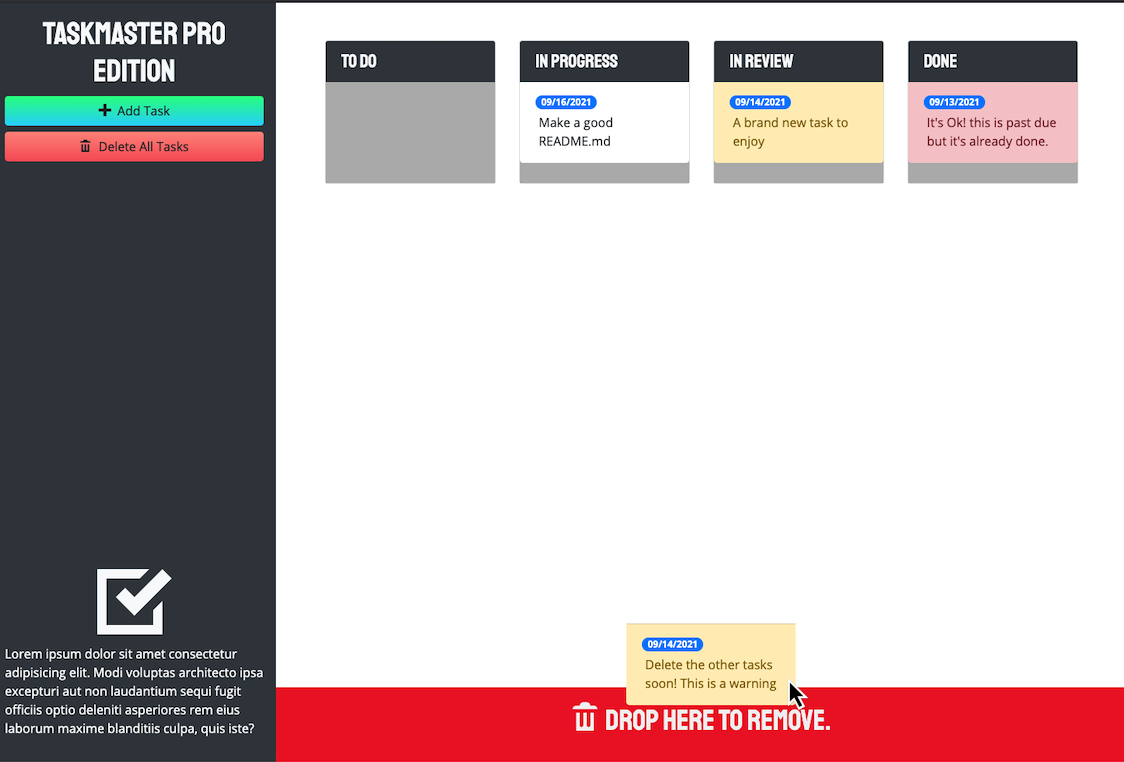 TASKMASTER PRO
EDITION
Add Task
Delete All Tasks
Lorem ipsum dolor sit amet consectetur
adipisicing elit. Modi voluptas architecto ipsa
excepturi aut non laudantium sequi fugit
officiis optio deleniti asperiores rem eius
laborum maxime blanditiis culpa, quis iste?
TO DO
IN PROGRESS
09/16/2021
Make a good
README.md
IN REVIEW
09/14/2021
A brand new task to
enjoy
DONE
09/13/2021
It's Ok! this is past due
but it's already done.
09/14/2021
Delete the other tasks
soon! This is a warning
DROP HERE TO REMOVE.